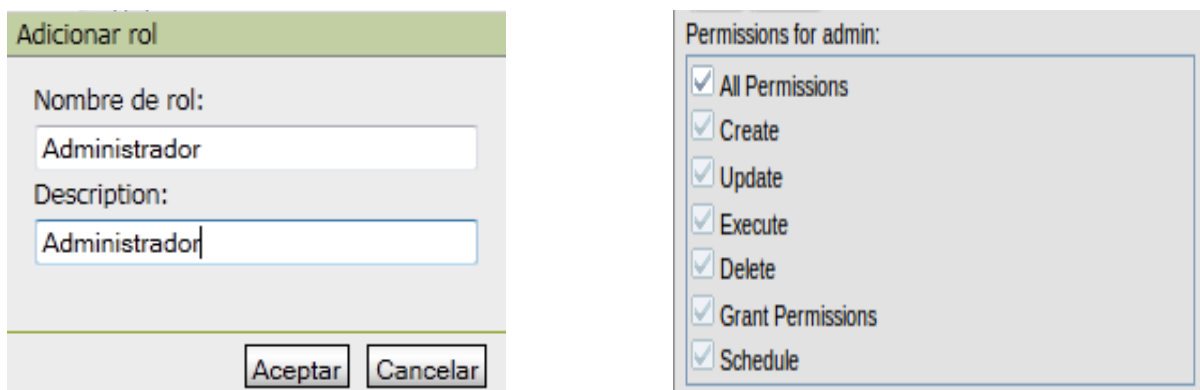 Adicionar rol
Nombre de rol:
Administrador
Description:
Administrador
Aceptar Cancelar
Permissions for admin:
All Permissions
Create
Update
Execute
Delete
Grant Permissions
Schedule